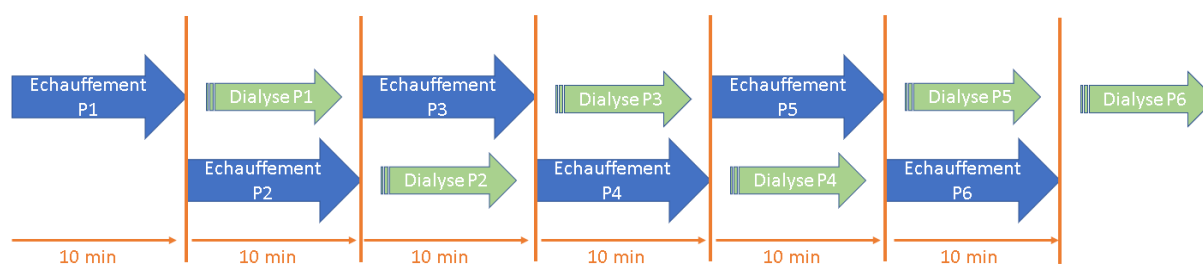 Echauffement
P1
Dialyse P1
Echauffement
P3
Dialyse P3
Echauffement
P5
Dialyse P5
Dialyse P6
Echauffement
P2
Dialyse P2
Echauffement
P4
Dialyse P4
Echauffement
P6
10 min
10 min
10 min
10 min
10 min
10 min